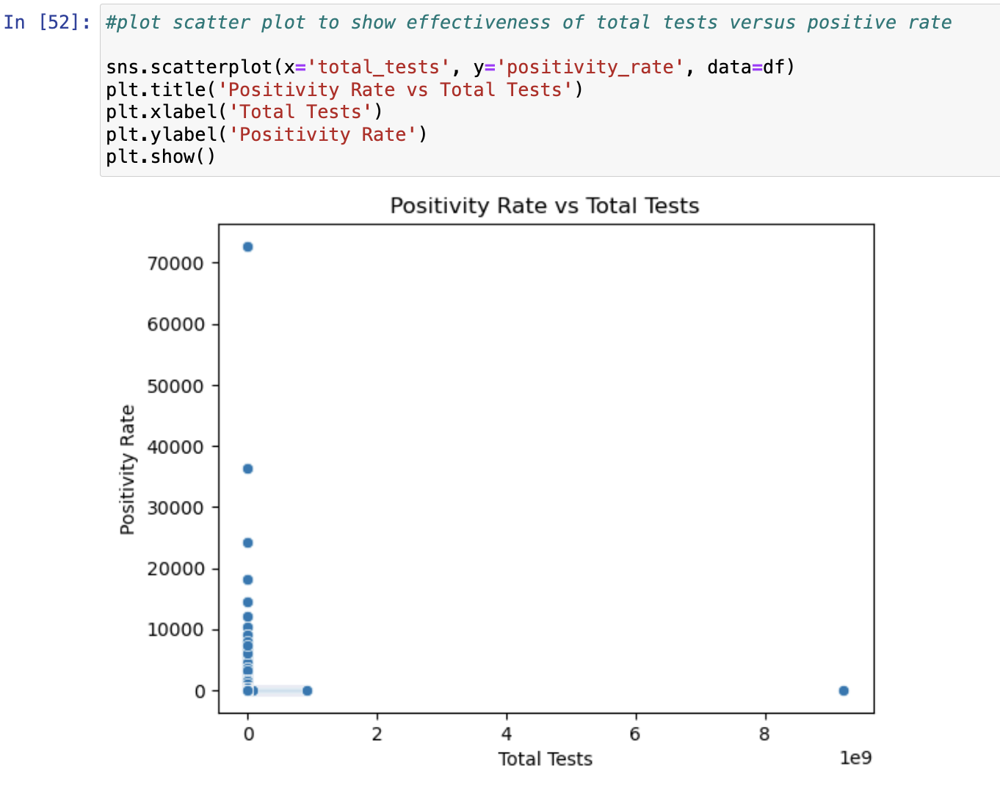 In [52]: #plot scatter plot to show effectiveness of total tests versus positive rate
sns.scatterplot(x='total_tests', y='positivity_rate', data=df)
plt.title('Positivity Rate vs Total Tests')
plt.xlabel('Total Tests')
plt.ylabel('Positivity Rate')
plt.show()
Positivity Rate vs Total Tests
70000
60000
50000
40000
30000
20000
10000
0
Positivity Rate
0 2 4 6 8
1e9
Total Tests